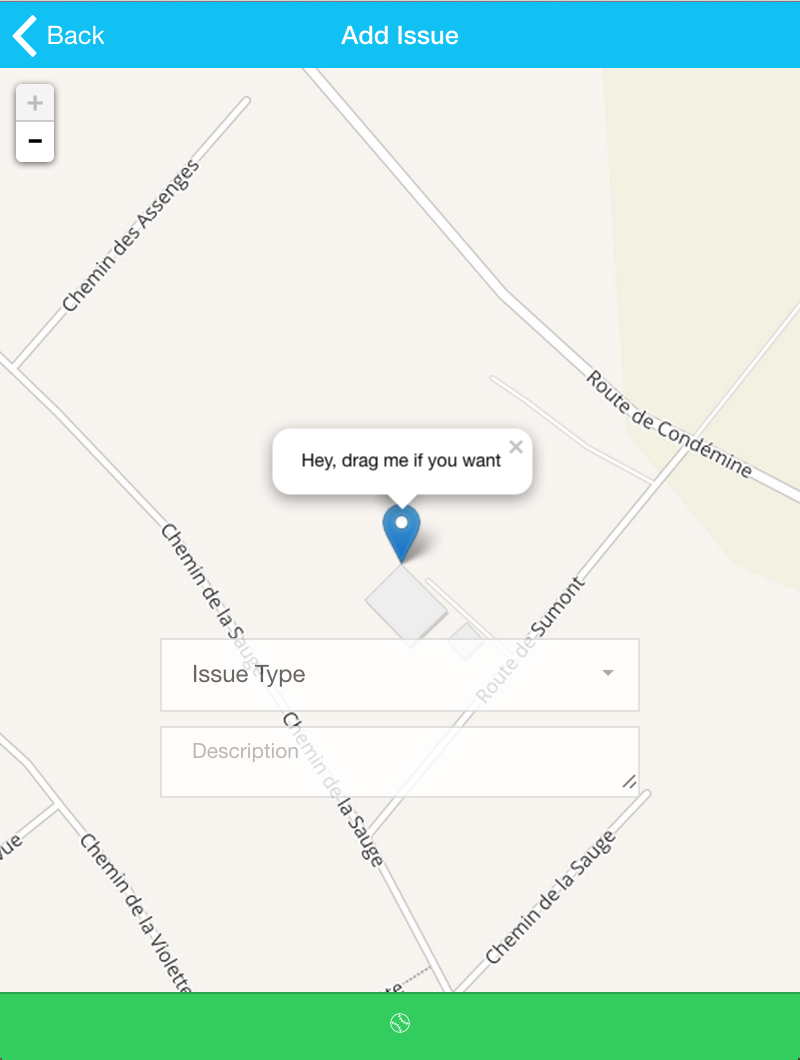 Back
Add Issue
+
-
Chemin des Assenges
Route de Condémine
Hey, drag me if you want
×
Chemin de la Sauge
Route de Sumont
Issue Type
Description
Chemin de la Sauge
Chemin de la Sauge
Chemin de la Violette